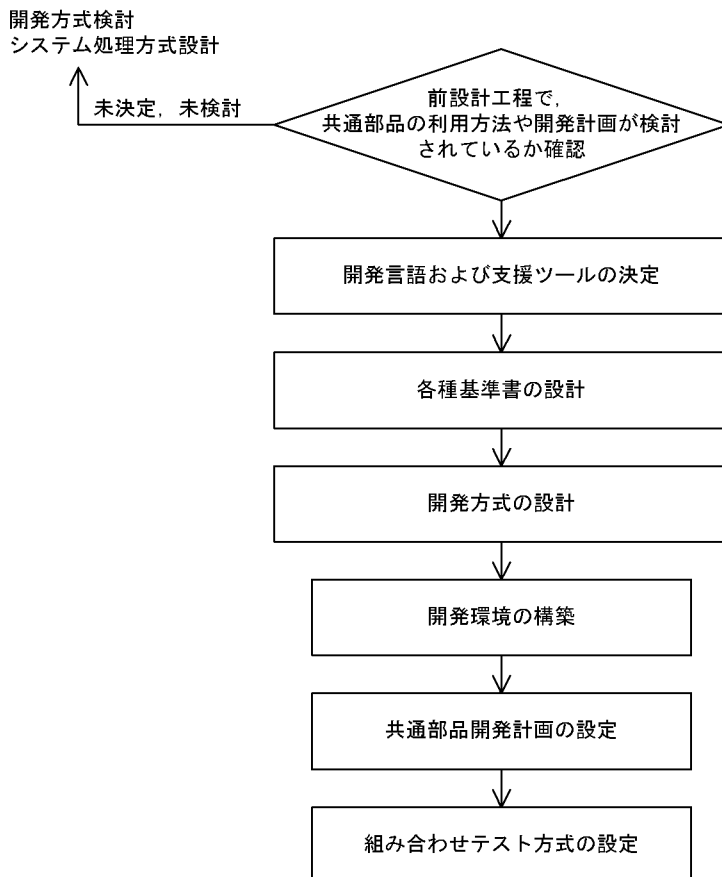 開発方式検討
システム処理方式設計
未決定，未検討
前設計工程で，
共通部品の利用方法や開発計画が検討
されているか確認
開発言語および支援ツールの決定
各種基準書の設計
開発方式の設計
開発環境の構築
共通部品開発計画の設定
組み合わせテスト方式の設定